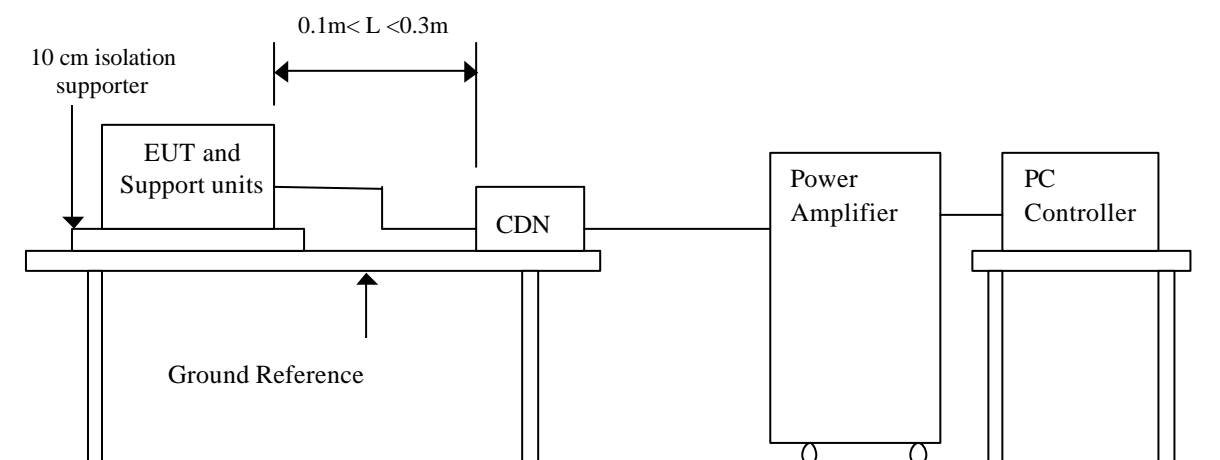 0.1m< L <0.3m
10 cm isolation
supporter
EUT and
Support units
CDN
Power
Amplifier
PC
Controller
Ground Reference